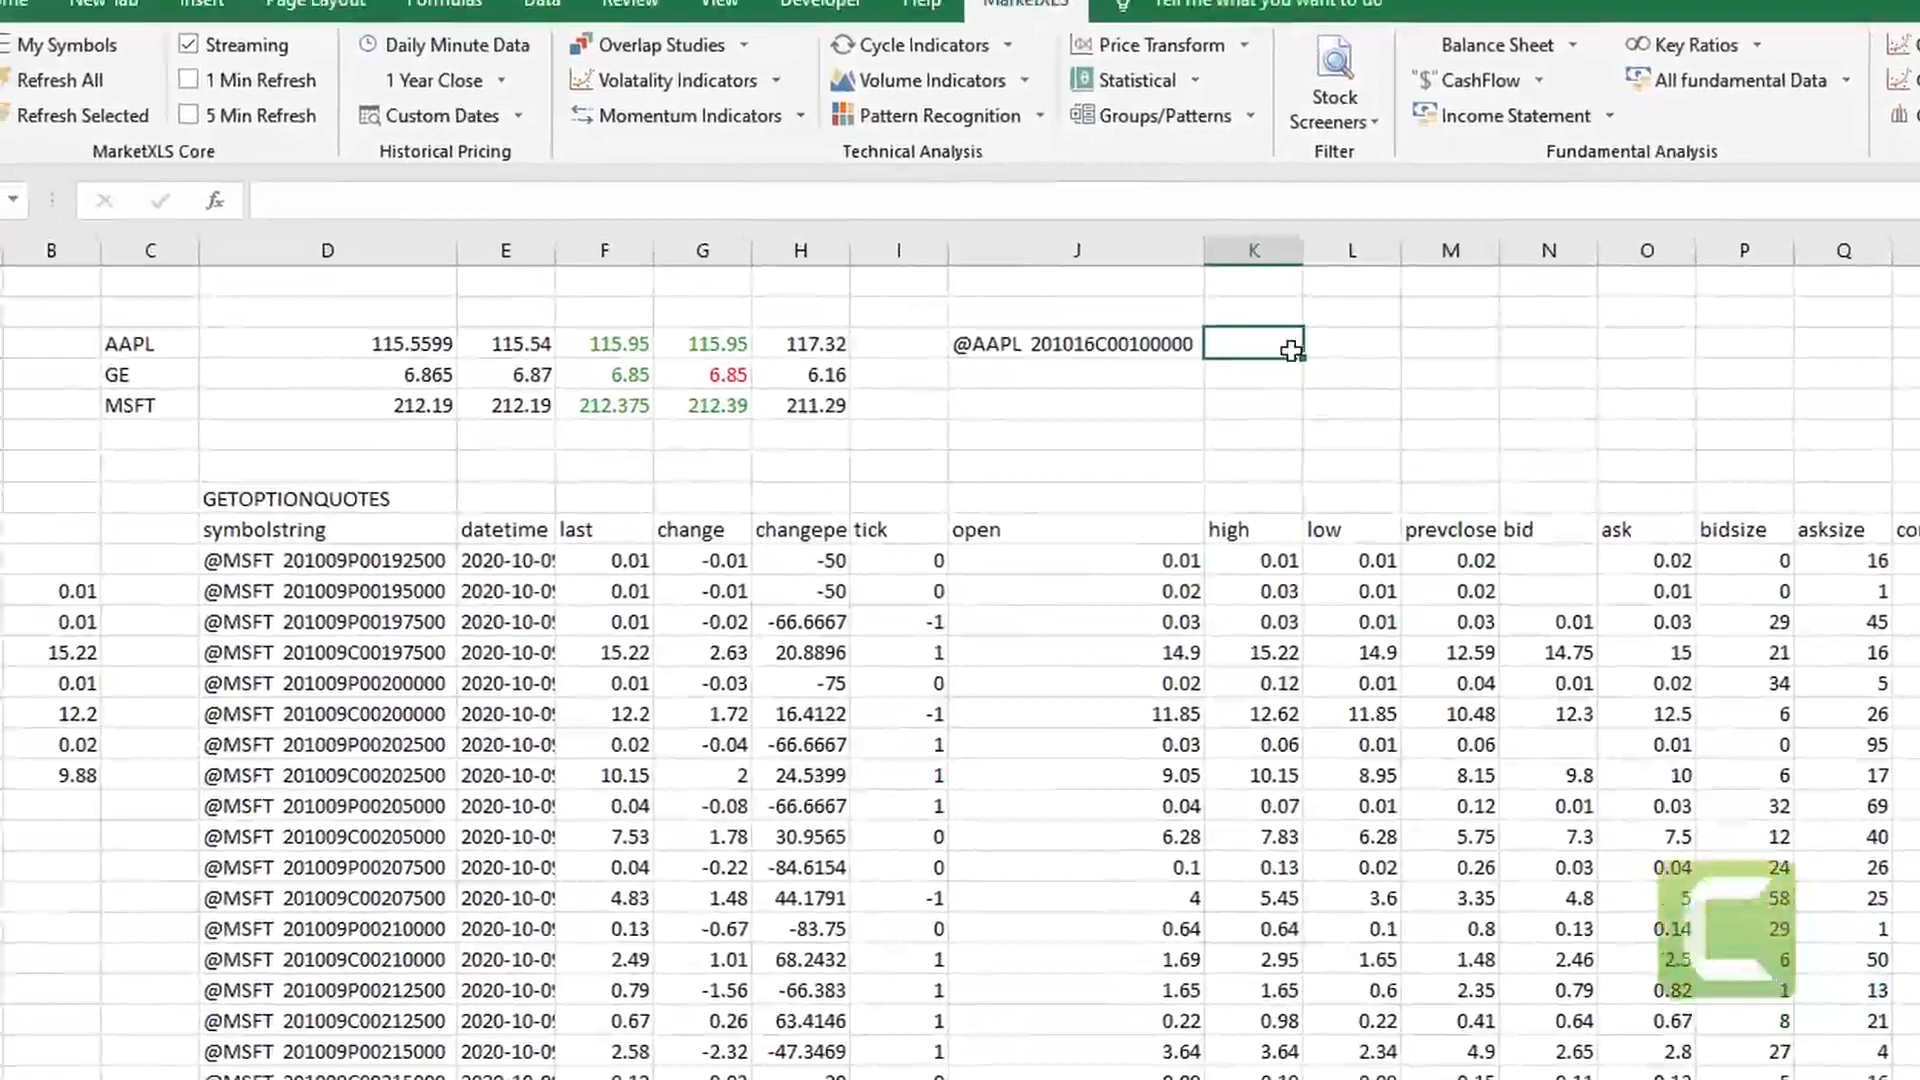 New Tab Insert Page Layout Formulas Data Review View Developer Help MarketXLS Tell me what you want to do
My Symbols Streaming Daily Minute Data Overlap Studies Cycle Indicators Price Transform Balance Sheet Key Ratios
Refresh All 1 Min Refresh 1 Year Close Volatality Indicators Volume Indicators Statistical Stock "$" CashFlow All fundamental Data
Refresh Selected 5 Min Refresh Custom Dates Momentum Indicators Pattern Recognition Groups/Patterns Screeners Income Statement
MarketXLS Core Historical Pricing Technical Analysis Filter Fundamental Analysis
fx
B C D E F G H I J K L M N O P Q
AAPL 115.5599 115.54 115.95 115.95 117.32 @AAPL 201016C00100000
GE 6.865 6.87 6.85 6.85 6.16
MSFT 212.19 212.19 212.375 212.39 211.29
GETOPTIONQUOTES
symbolstring datetime last change changepe tick open high low prevclose bid ask bidsize asksize
@MSFT 201009P00192500 2020-10-0 0.01 -0.01 -50 0 0.01 0.01 0.01 0.02 0.02 0 16
0.01 @MSFT 201009P00195000 2020-10-0 0.01 -0.01 -50 0 0.02 0.03 0.01 0.02 0.01 0 1
0.01 @MSFT 201009P00197500 2020-10-0 0.01 -0.02 -66.6667 -1 0.03 0.03 0.01 0.03 0.01 0.03 29 45
15.22 @MSFT 201009C00197500 2020-10-0 15.22 2.63 20.8896 1 14.9 15.22 14.9 12.59 14.75 15 21 16
0.01 @MSFT 201009P00200000 2020-10-0 0.01 -0.03 -75 0 0.02 0.12 0.01 0.04 0.01 0.02 34 5
12.2 @MSFT 201009C00200000 2020-10-0 12.2 1.72 16.4122 -1 11.85 12.62 11.85 10.48 12.3 12.5 6 26
0.02 @MSFT 201009P00202500 2020-10-0 0.02 -0.04 -66.6667 1 0.03 0.06 0.01 0.06 0.01 0 95
9.88 @MSFT 201009C00202500 2020-10-0 10.15 2 24.5399 1 9.05 10.15 8.95 8.15 9.8 10 6 17
@MSFT 201009P00205000 2020-10-0 0.04 -0.08 -66.6667 1 0.04 0.07 0.01 0.12 0.01 0.03 32 69
@MSFT 201009C00205000 2020-10-0 7.53 1.78 30.9565 0 6.28 7.83 6.28 5.75 7.3 7.5 12 40
@MSFT 201009P00207500 2020-10-0 0.04 -0.22 -84.6154 0 0.1 0.13 0.02 0.26 0.03 0.04 24 26
@MSFT 201009C00207500 2020-10-0 4.83 1.48 44.1791 -1 4 5.45 3.6 3.35 4.8 5 58 25
@MSFT 201009P00210000 2020-10-0 0.13 -0.67 -83.75 0 0.64 0.64 0.1 0.8 0.13 0.14 29 1
@MSFT 201009C00210000 2020-10-0 2.49 1.01 68.2432 1 1.69 2.95 1.65 1.48 2.46 2.5 6 50
@MSFT 201009P00212500 2020-10-0 0.79 -1.56 -66.383 1 1.65 1.65 0.6 2.35 0.79 0.82 1 13
@MSFT 201009C00212500 2020-10-0 0.67 0.26 63.4146 1 0.22 0.98 0.22 0.41 0.64 0.67 8 21
@MSFT 201009P00215000 2020-10-0 2.58 -2.32 -47.3469 1 3.64 3.64 2.34 4.9 2.65 2.8 27 4